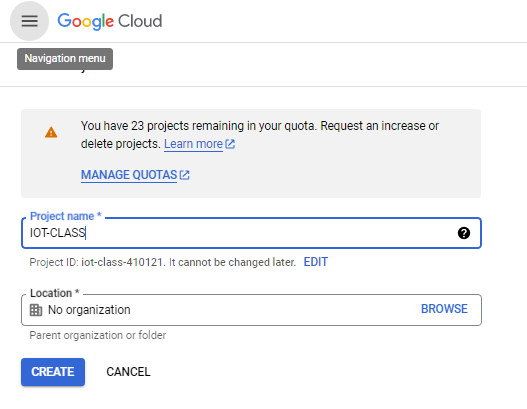 Google Cloud
Navigation menu
You have 23 projects remaining in your quota. Request an increase or
delete projects. Learn more
MANAGE QUOTAS
Project name *
IOT-CLASS
Project ID: iot-class-410121. It cannot be changed later. EDIT
Location *
No organization BROWSE
Parent organization or folder
CREATE CANCEL